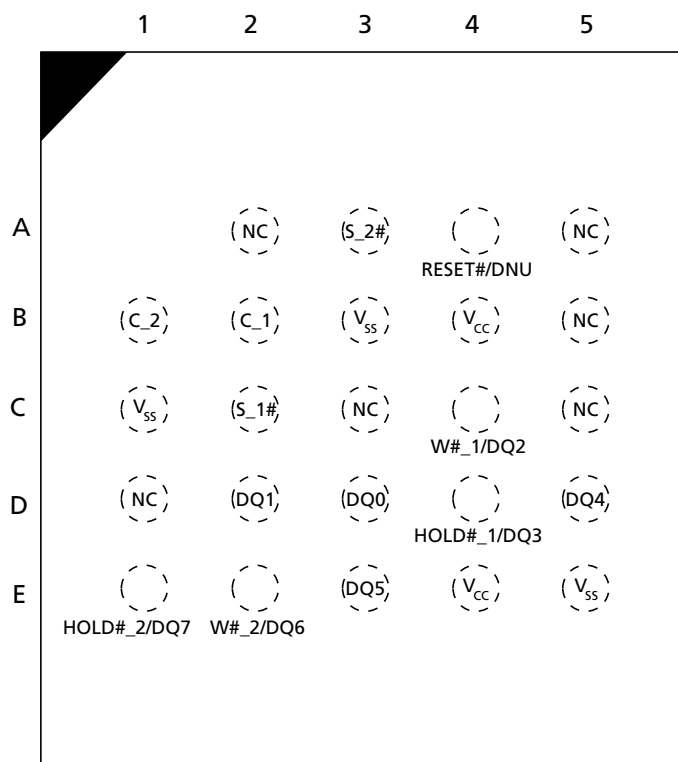 1 2 3 4 5
A NC S_2# NC
RESET#/DNU
B C_2 C_1 VSS VCC NC
C VSS S_1# NC NC
W#_1/DQ2
D NC DQ1 DQ0 DQ4
HOLD#_1/DQ3
E DQ5 VCC VSS
HOLD#_2/DQ7 W#_2/DQ6